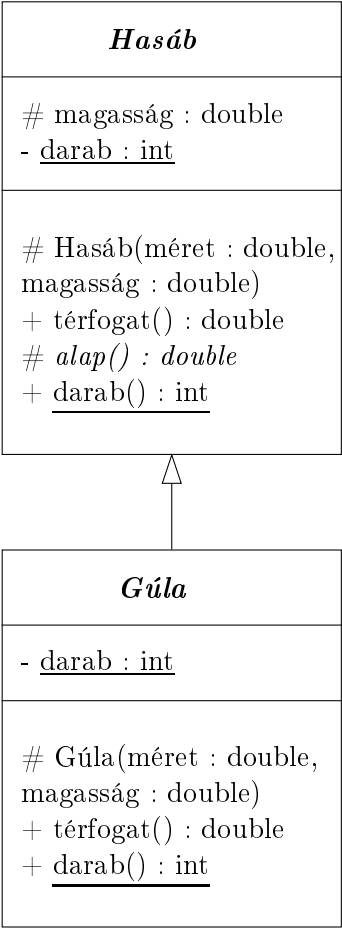 Hasáb
# magasság : double
- darab : int
# Hasáb(méret : double,
magasság : double)
+ térfogat() : double
# alap() : double
+ darab() : int
Gúla
- darab : int
# Gúla(méret : double,
magasság : double)
+ térfogat() : double
+ darab() : int